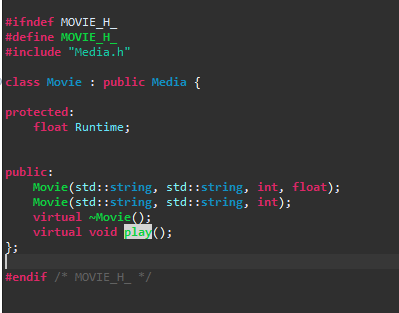 #ifndef MOVIE_H_
#define MOVIE_H_
#include "Media.h"
class Movie : public Media {
protected:
float Runtime;
public:
Movie(std::string, std::string, int, float);
Movie(std::string, std::string, int);
virtual ~Movie();
virtual void play();
};
#endif /* MOVIE_H_ */